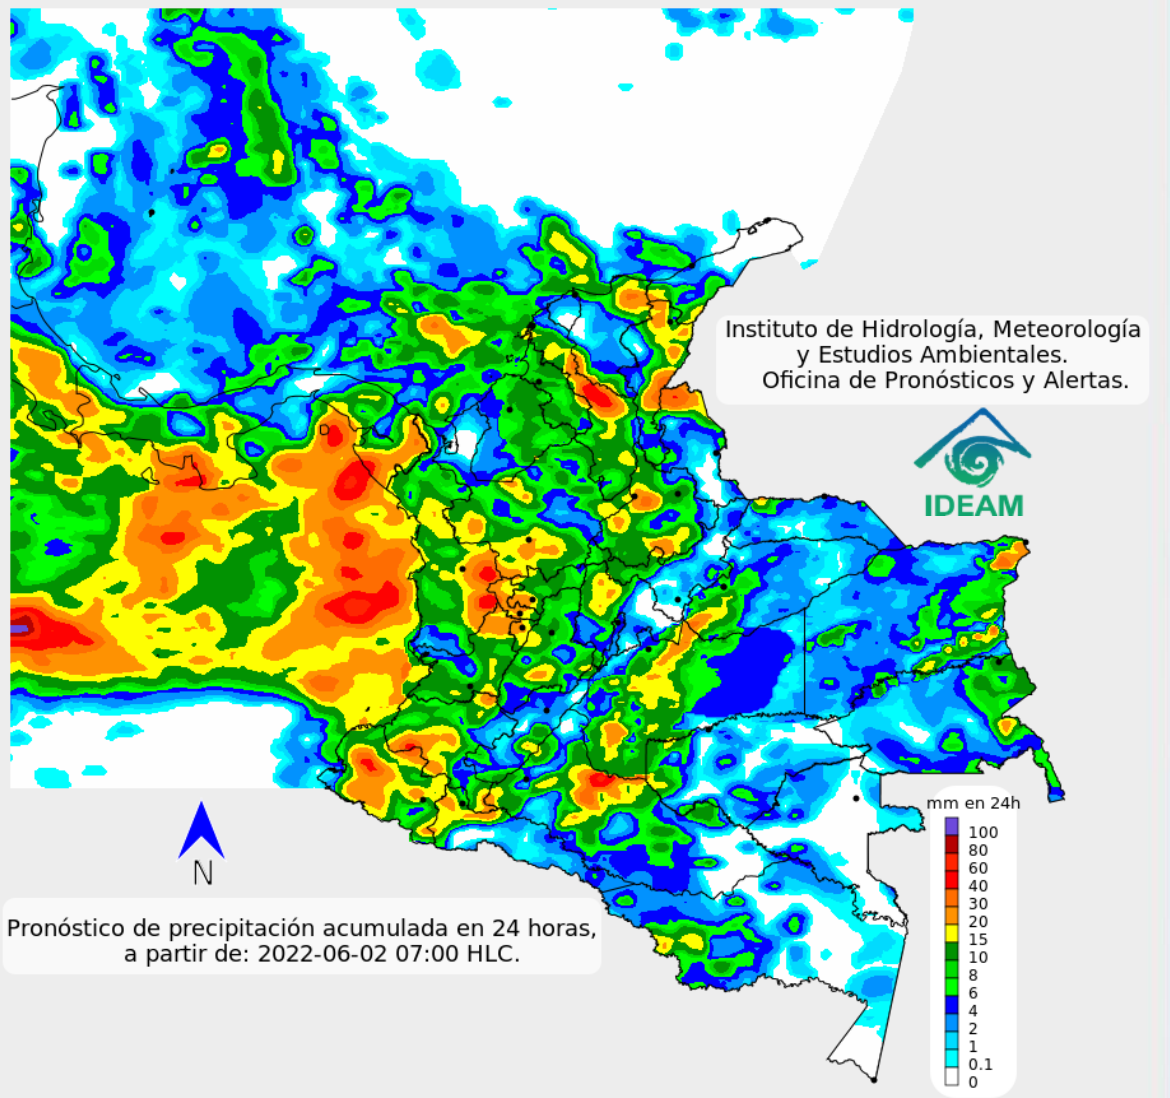 Instituto de Hidrología, Meteorología
y Estudios Ambientales.
Oficina de Pronósticos y Alertas.
IDEAM
mm en 24h
100
80
60
40
30
20
15
10
8
6
4
2
1
0.1
0
N
Pronóstico de precipitación acumulada en 24 horas,
a partir de: 2022-06-02 07:00 HLC.